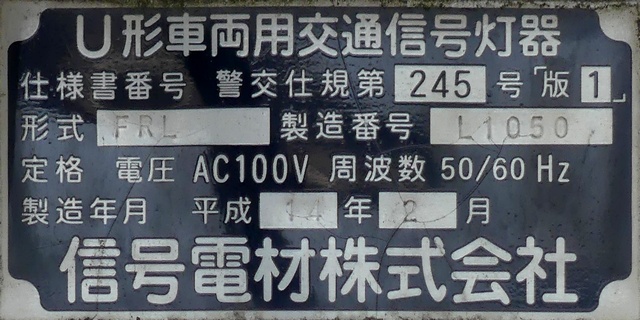 U形車両用交通信号灯器
仕様書番号 警交仕規第 245 号「版1」
形式 FRL 製造番号 L1050
定格 電圧 AC100V 周波数 50/60Hz
製造年月 平成 14 年 2 月
信号電材株式会社